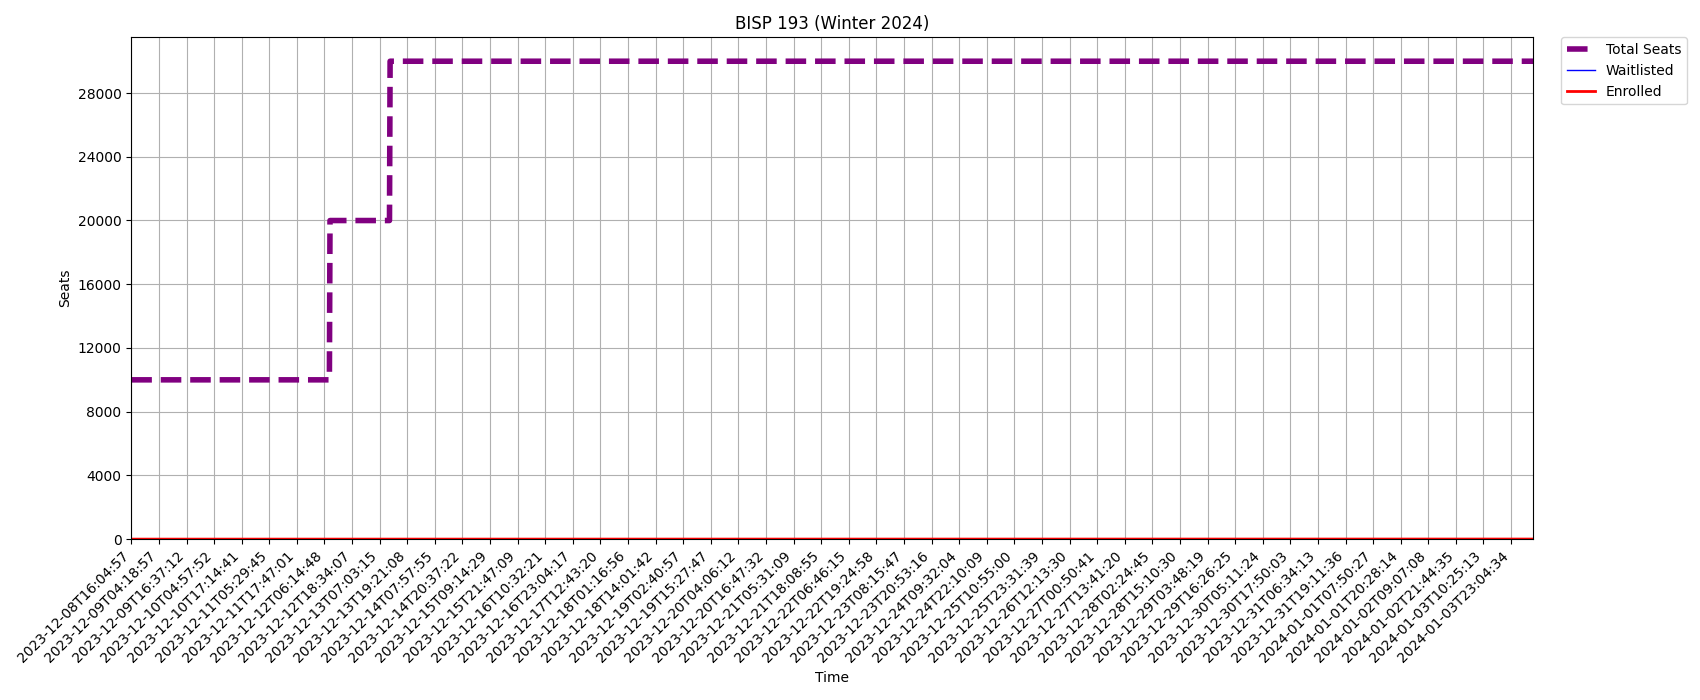 BISP 193 (Winter 2024)
Total Seats
Waitlisted
Enrolled
Seats
28000
24000
20000
16000
12000
8000
4000
0
2023-12-08T16:04:57
2023-12-09T04:18:57
2023-12-09T16:37:12
2023-12-10T04:57:52
2023-12-10T17:14:41
2023-12-11T05:29:45
2023-12-11T17:47:01
2023-12-12T06:14:48
2023-12-12T18:34:07
2023-12-13T07:03:15
2023-12-13T19:21:08
2023-12-14T07:57:55
2023-12-14T20:37:22
2023-12-15T09:14:29
2023-12-15T21:47:09
2023-12-16T10:32:21
2023-12-16T23:04:17
2023-12-17T12:43:20
2023-12-18T01:16:56
2023-12-18T14:01:42
2023-12-19T02:40:57
2023-12-19T15:27:47
2023-12-20T04:06:12
2023-12-20T16:47:32
2023-12-21T05:31:09
2023-12-21T18:08:55
2023-12-22T06:46:15
2023-12-22T19:24:58
2023-12-23T08:15:47
2023-12-23T20:53:16
2023-12-24T09:32:04
2023-12-24T22:10:09
2023-12-25T10:55:00
2023-12-25T23:31:39
2023-12-26T12:13:30
2023-12-27T00:50:41
2023-12-27T13:41:20
2023-12-28T02:24:45
2023-12-28T15:10:30
2023-12-29T03:48:19
2023-12-29T16:26:25
2023-12-30T05:11:24
2023-12-30T17:50:03
2023-12-31T06:34:13
2023-12-31T19:11:36
2024-01-01T07:50:27
2024-01-01T20:28:14
2024-01-02T09:07:08
2024-01-02T21:44:35
2024-01-03T10:25:13
2024-01-03T23:04:34
Time